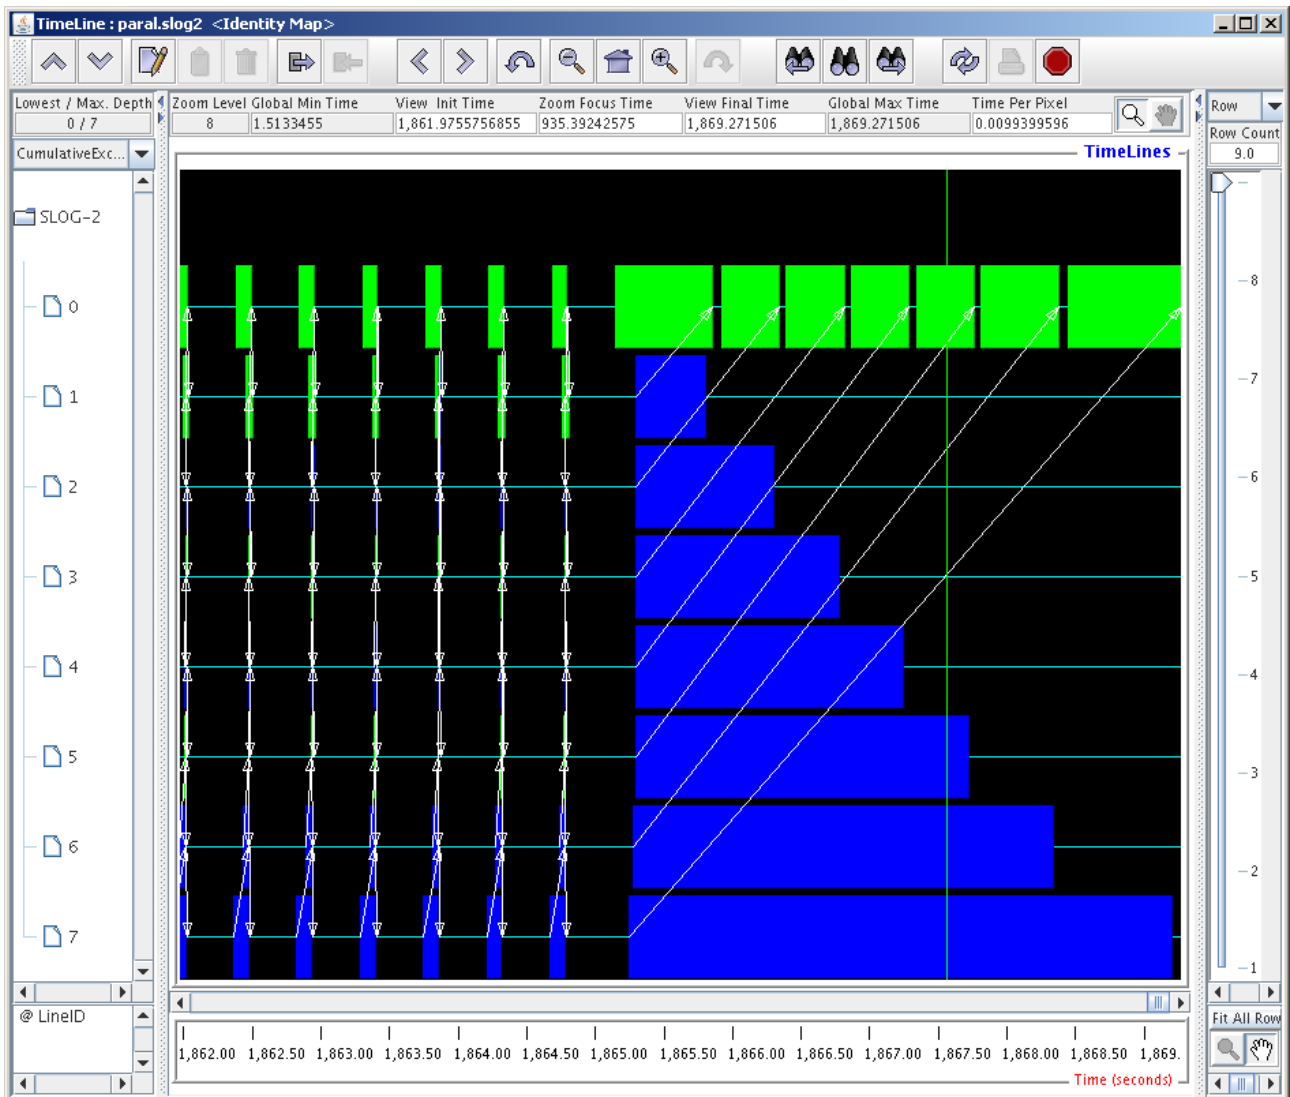 TimeLine : paral.slog2 <Identity Map>
Lowest / Max. Depth
0 / 7
Zoom Level Global Min Time View Init Time Zoom Focus Time View Final Time Global Max Time Time Per Pixel
8 1.5133455 1,861.9755756855 935.39242575 1,869.271506 1,869.271506 0.0099399596
Row
Row Count
9.0
CumulativeExc...
TimeLines
SLOG-2
0
1
2
3
4
5
6
7
8
7
6
5
4
3
2
1
@ LineID
Fit All Row
1,862.00 1,862.50 1,863.00 1,863.50 1,864.00 1,864.50 1,865.00 1,865.50 1,866.00 1,866.50 1,867.00 1,867.50 1,868.00 1,868.50 1,869.
Time (seconds)